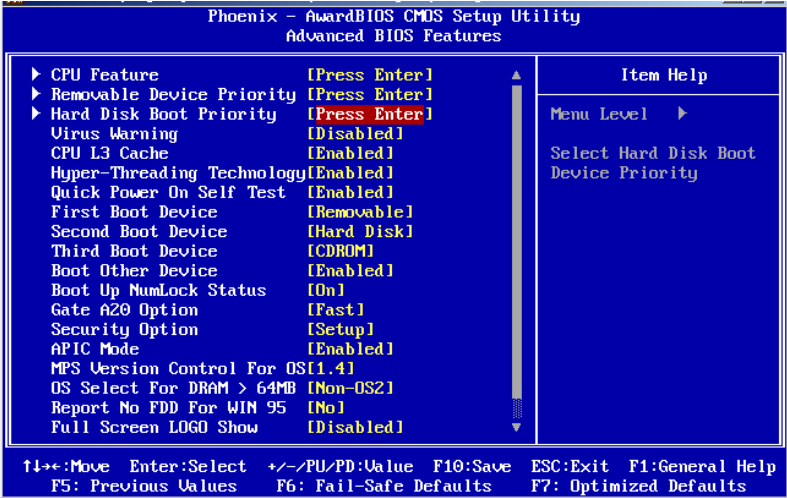 Phoenix – AwardBIOS CMOS Setup Utility
Advanced BIOS Features
CPU Feature [Press Enter]
Removable Device Priority [Press Enter]
Hard Disk Boot Priority [Press Enter]
Virus Warning [Disabled]
CPU L3 Cache [Enabled]
Hyper-Threading Technology[Enabled]
Quick Power On Self Test [Enabled]
First Boot Device [Removable]
Second Boot Device [Hard Disk]
Third Boot Device [CDROM]
Boot Other Device [Enabled]
Boot Up NumLock Status [On]
Gate A20 Option [Fast]
Security Option [Setup]
APIC Mode [Enabled]
MPS Version Control For OS[1.4]
OS Select For DRAM > 64MB [Non-OS2]
Report No FDD For WIN 95 [No]
Full Screen LOGO Show [Disabled]
Item Help
Menu Level
Select Hard Disk Boot
Device Priority
↑↓→←:Move Enter:Select +/-/PU/PD:Value F10:Save ESC:Exit F1:General Help
F5: Previous Values F6: Fail-Safe Defaults F7: Optimized Defaults